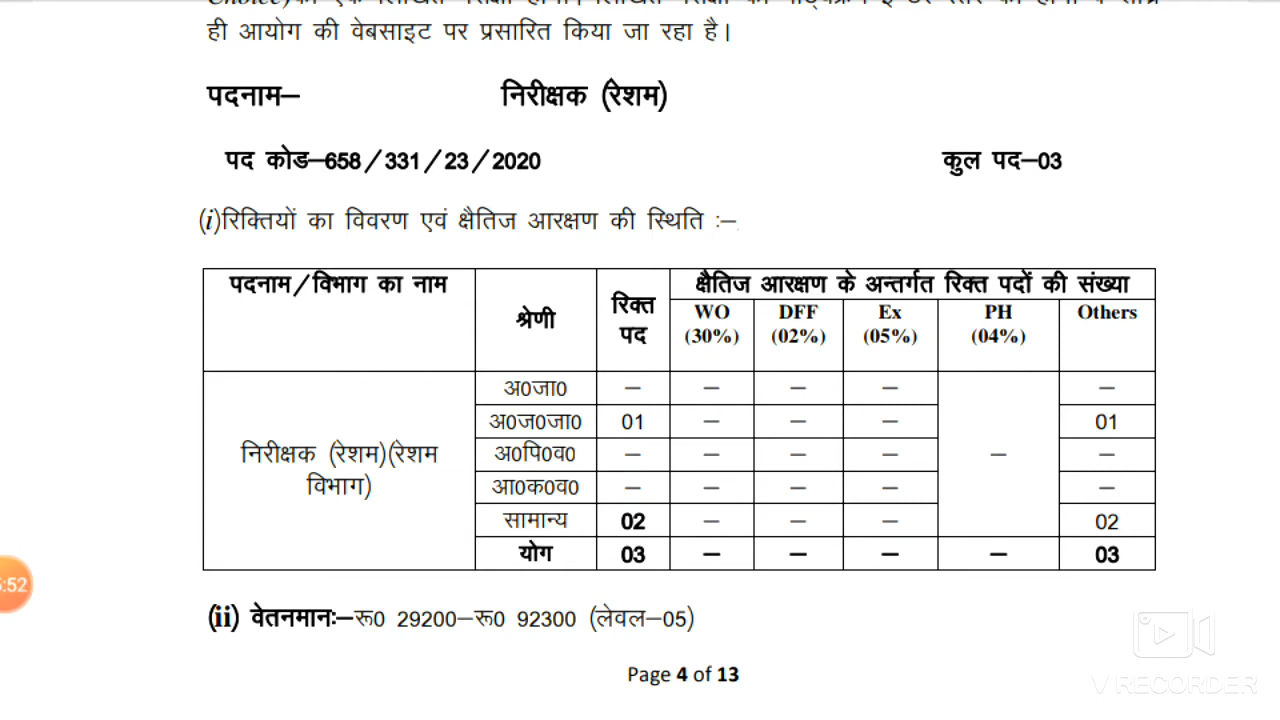 ही आयोग की वेबसाइट पर प्रसारित किया जा रहा है।
पदनाम– निरीक्षक (रेशम)
पद कोड–658/331/23/2020 कुल पद–03
(i)रिक्तियों का विवरण एवं क्षैतिज आरक्षण की स्थिति :–
पदनाम/विभाग का नाम श्रेणी रिक्त पद क्षैतिज आरक्षण के अन्तर्गत रिक्त पदों की संख्या
WO (30%) DFF (02%) Ex (05%) PH (04%) Others
निरीक्षक (रेशम)(रेशम विभाग)
अ0जा0 – – – – –
अ0ज0जा0 01 – – – 01
अ0पि0व0 – – – – – –
आ0क0व0 – – – – –
सामान्य 02 – – – 02
योग 03 – – – – 03
(ii) वेतनमानः–रू0 29200–रू0 92300 (लेवल–05)
Page 4 of 13
:52
V RECORDER